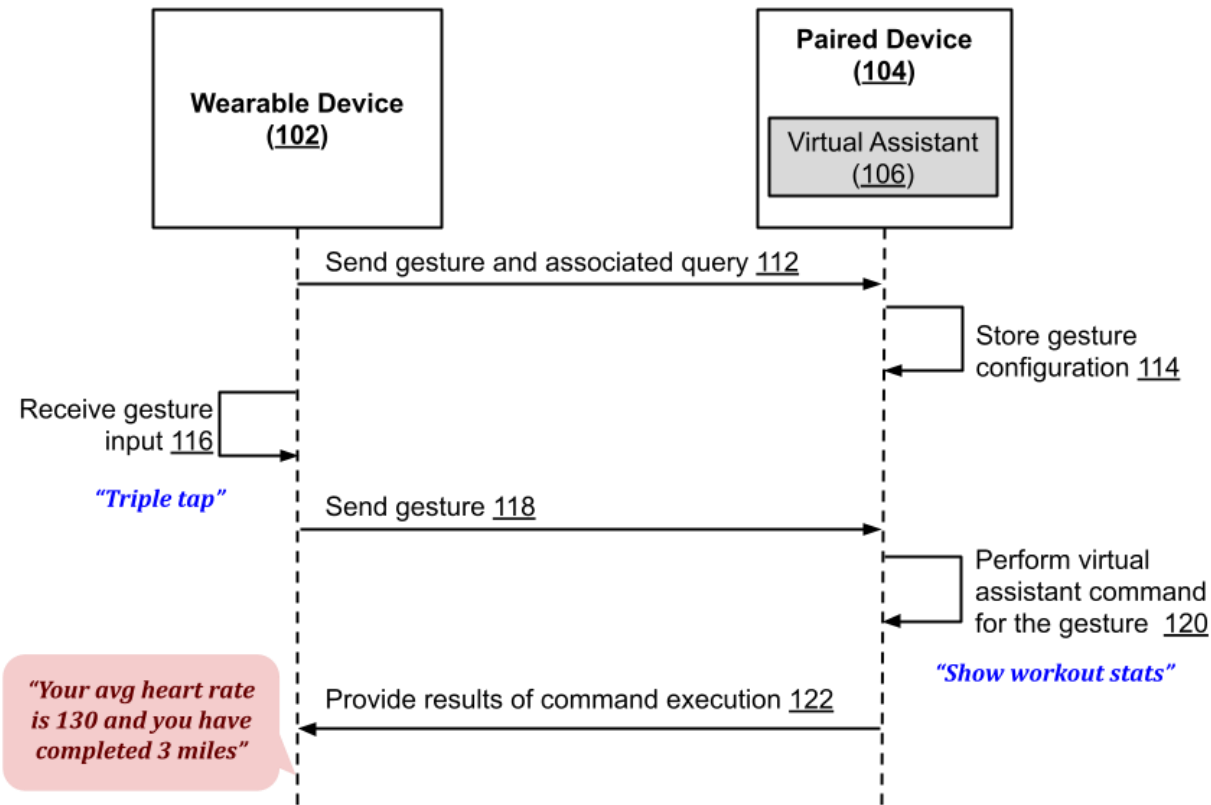 Wearable Device
(102)
Paired Device
(104)
Virtual Assistant
(106)
Send gesture and associated query 112
Store gesture
configuration 114
Receive gesture
input 116
“Triple tap”
Send gesture 118
Perform virtual
assistant command
for the gesture 120
“Show workout stats”
Provide results of command execution 122
“Your avg heart rate
is 130 and you have
completed 3 miles”